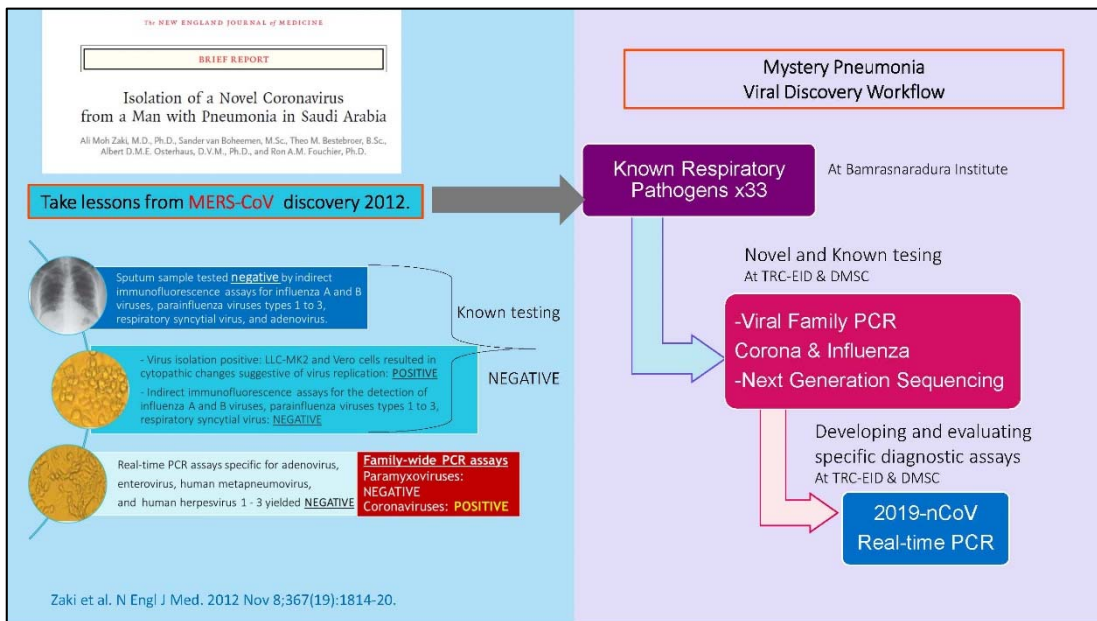 The NEW ENGLAND JOURNAL of MEDICINE
BRIEF REPORT
Isolation of a Novel Coronavirus
from a Man with Pneumonia in Saudi Arabia
Ali Moh Zaki, M.D., Ph.D., Sander van Boheemen, M.Sc., Theo M. Bestebroer, B.Sc.,
Albert D.M.E. Osterhaus, D.V.M., Ph.D., and Ron A.M. Fouchier, Ph.D.
Take lessons from MERS-CoV discovery 2012.
Sputum sample tested negative by indirect
immunofluorescence assays for influenza A and B
viruses, parainfluenza viruses types 1 to 3,
respiratory syncytial virus, and adenovirus.
- Virus isolation positive: LLC-MK2 and Vero cells resulted in
cytopathic changes suggestive of virus replication: POSITIVE
- Indirect immunofluorescence assays for the detection of
influenza A and B viruses, parainfluenza viruses types 1 to 3,
respiratory syncytial virus: NEGATIVE
Known testing
NEGATIVE
Real-time PCR assays specific for adenovirus,
enterovirus, human metapneumovirus,
and human herpesvirus 1 - 3 yielded NEGATIVE
Family-wide PCR assays
Paramyxoviruses:
NEGATIVE
Coronaviruses: POSITIVE
Zaki et al. N Engl J Med. 2012 Nov 8;367(19):1814-20.
Mystery Pneumonia
Viral Discovery Workflow
Known Respiratory
Pathogens x33
At Bamrasnaradura Institute
Novel and Known tesing
At TRC-EID & DMSC
-Viral Family PCR
Corona & Influenza
-Next Generation Sequencing
Developing and evaluating
specific diagnostic assays
At TRC-EID & DMSC
2019-nCoV
Real-time PCR